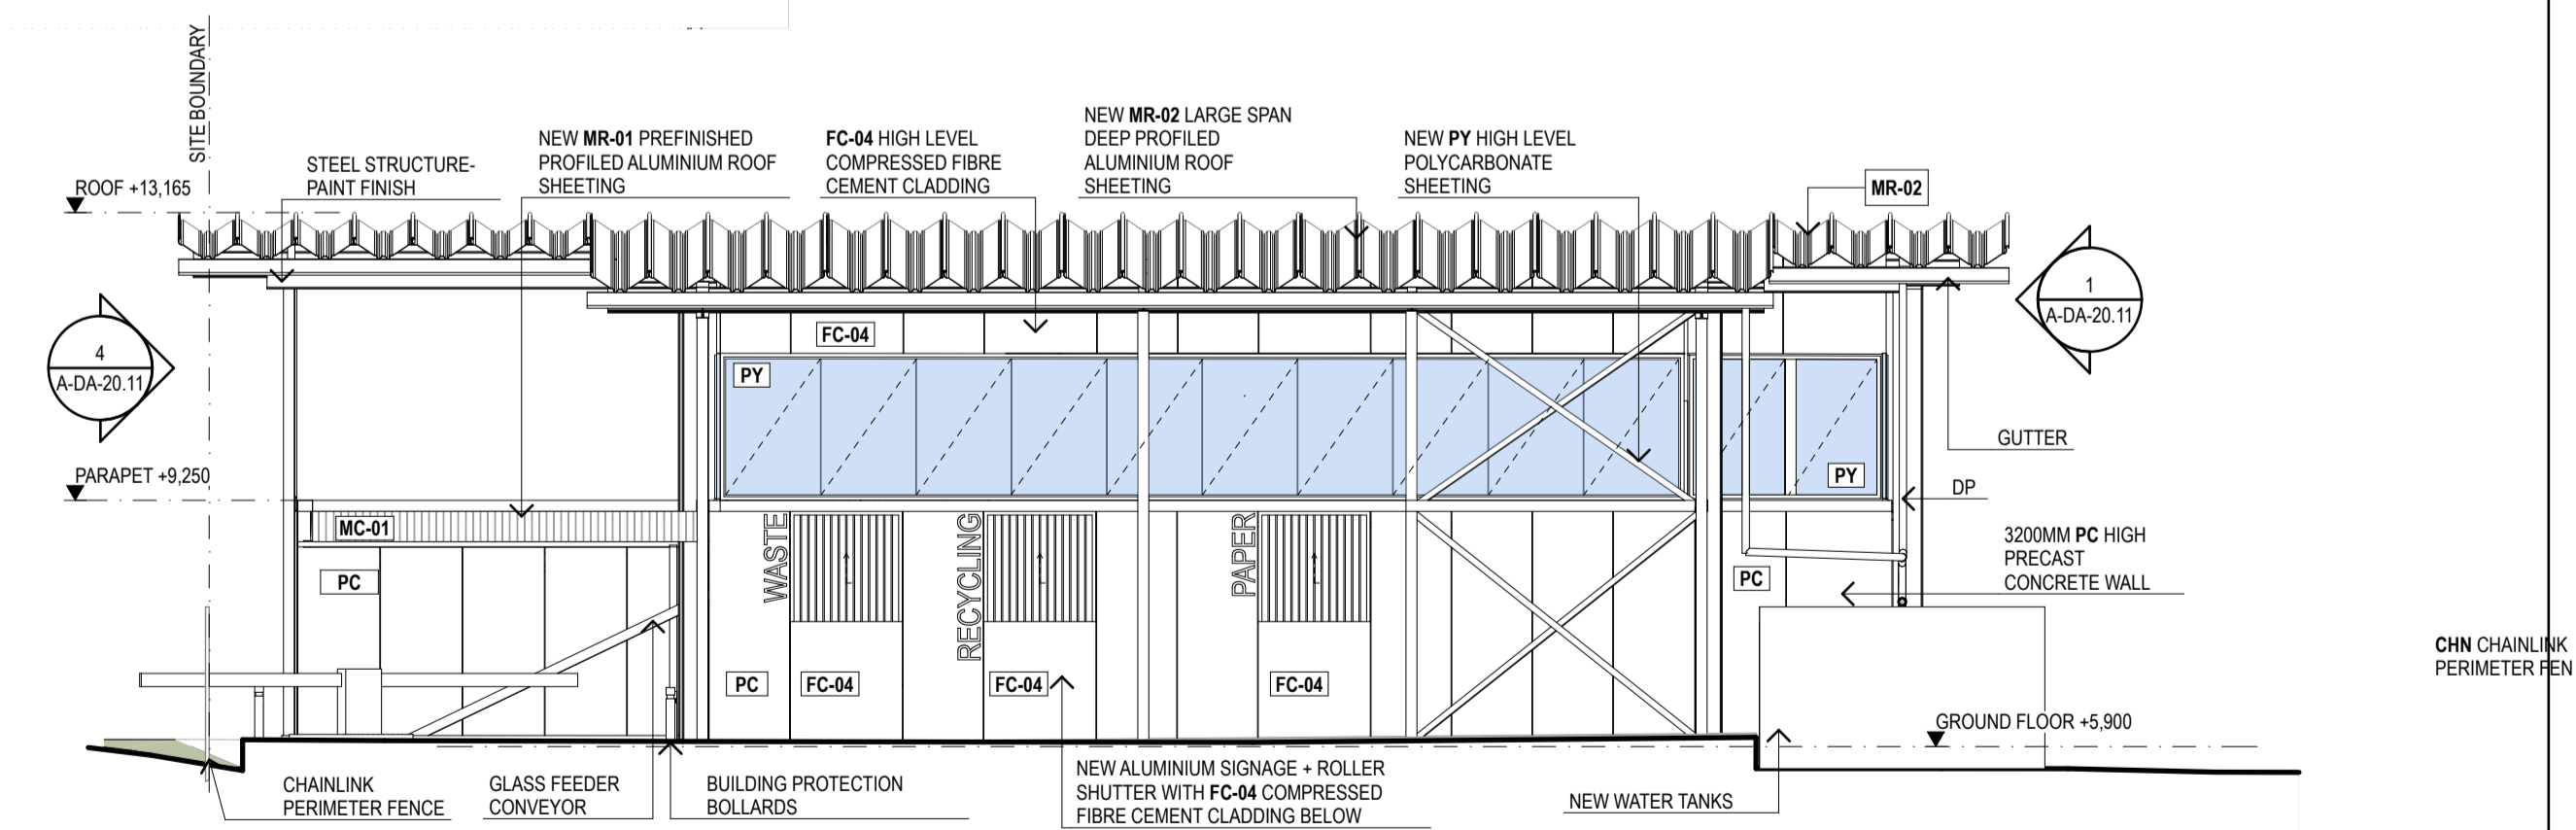 SITE BOUNDARY
ROOF +13,165
STEEL STRUCTURE-
PAINT FINISH
NEW MR-01 PREFINISHED
PROFILED ALUMINIUM ROOF
SHEETING
FC-04 HIGH LEVEL
COMPRESSED FIBRE
CEMENT CLADDING
NEW MR-02 LARGE SPAN
DEEP PROFILED
ALUMINIUM ROOF
SHEETING
NEW PY HIGH LEVEL
POLYCARBONATE
SHEETING
MR-02
4
A-DA-20.11
1
A-DA-20.11
FC-04
PY
PY
GUTTER
PARAPET +9,250
DP
MC-01
PC
WASTE
RECYCLING
PAPER
PC
3200MM PC HIGH
PRECAST
CONCRETE WALL
PC
FC-04
FC-04
FC-04
CHN CHAINLINK
PERIMETER FEN
GROUND FLOOR +5,900
CHAINLINK
PERIMETER FENCE
GLASS FEEDER
CONVEYOR
BUILDING PROTECTION
BOLLARDS
NEW ALUMINIUM SIGNAGE + ROLLER
SHUTTER WITH FC-04 COMPRESSED
FIBRE CEMENT CLADDING BELOW
NEW WATER TANKS